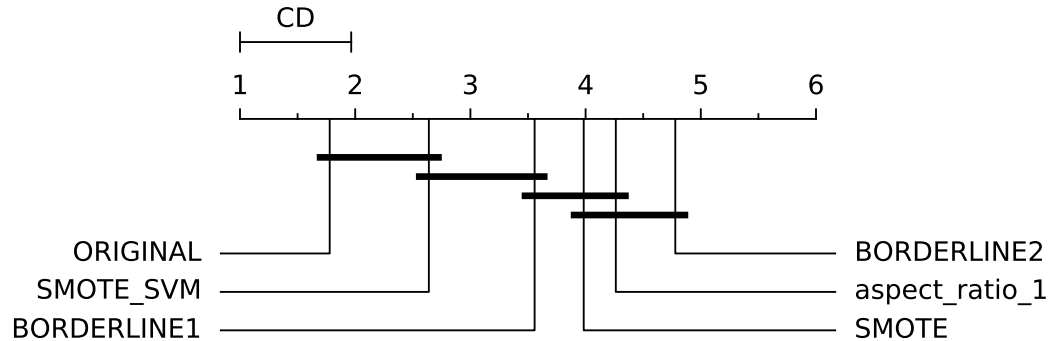 CD
1 2 3 4 5 6
ORIGINAL BORDERLINE2
SMOTE_SVM aspect_ratio_1
BORDERLINE1 SMOTE